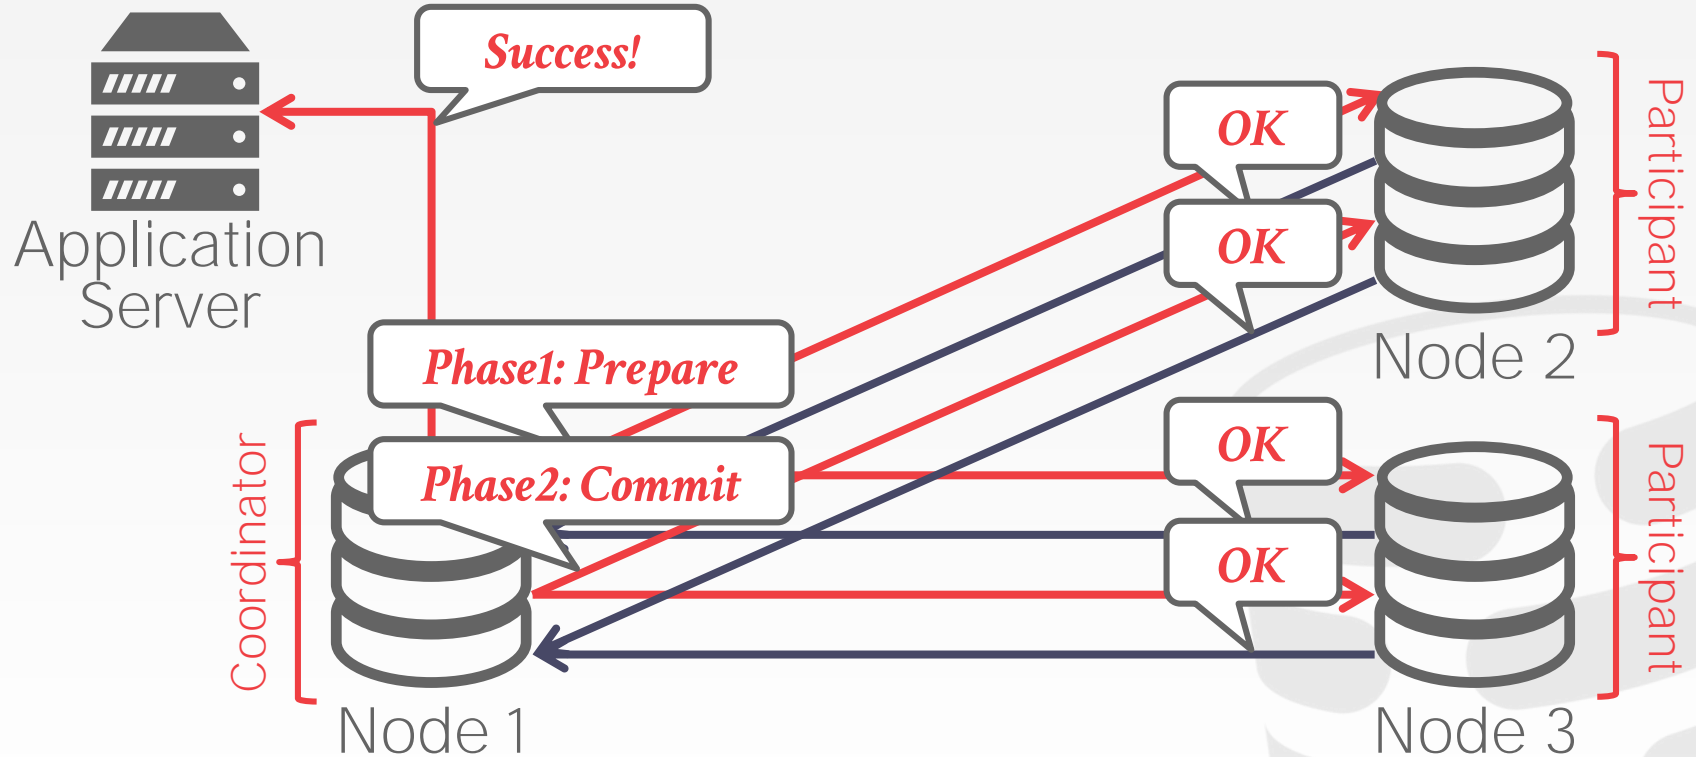 Success!
Application
Server
OK
OK
Participant
Node 2
Phase1: Prepare
Phase2: Commit
Coordinator
Node 1
OK
OK
Participant
Node 3